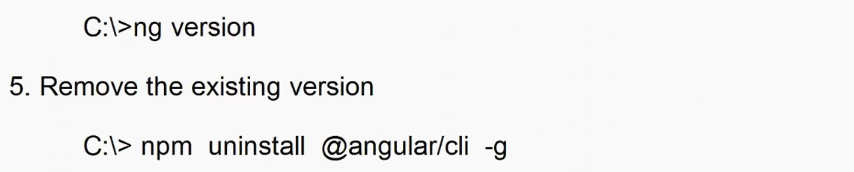 C:\>ng version
5. Remove the existing version
C:\> npm uninstall @angular/cli -g